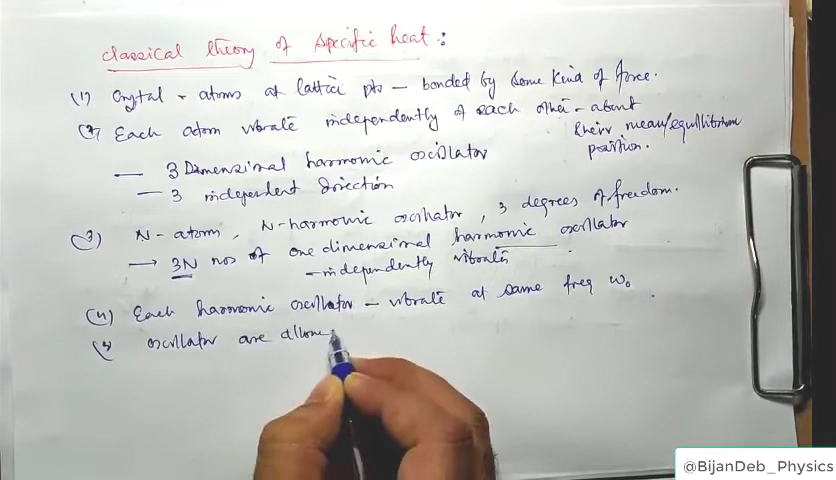 classical theory of specific heat :
(1) Crystal - atoms at lattice pts - bonded by some kind of force.
(2) Each atom vibrate independently of each other - about
their mean/equilibrium
position.
— 3 Dimensional harmonic oscillator
— 3 independent direction
(3) N-atom, N-harmonic oscillator, 3 degrees of freedom.
→ 3N nos of one dimensional harmonic oscillator
- independently vibrate
(4) Each harmonic oscillator - vibrate at same freq ω₀.
(5) oscillator are allowe
@BijanDeb_Physics